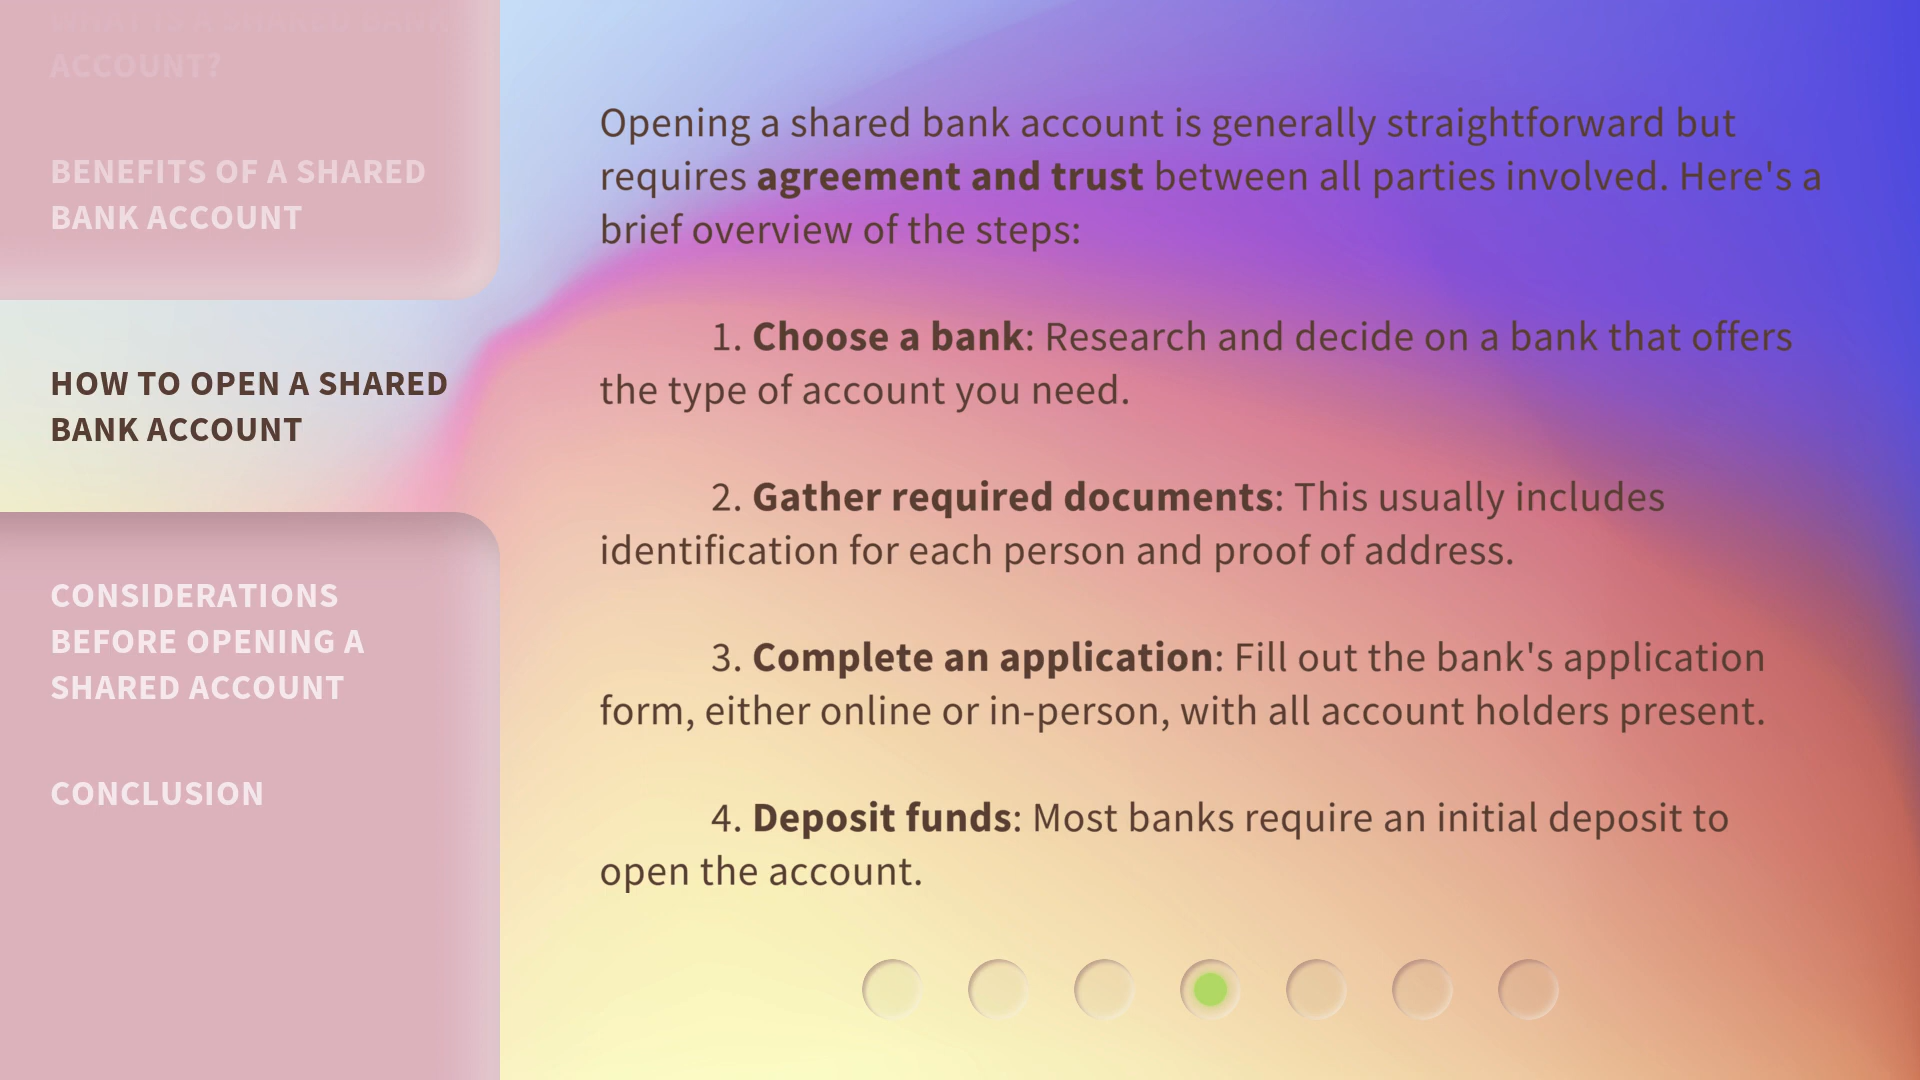 WHAT IS A SHARED BANK
ACCOUNT?
BENEFITS OF A SHARED
BANK ACCOUNT
HOW TO OPEN A SHARED
BANK ACCOUNT
CONSIDERATIONS
BEFORE OPENING A
SHARED ACCOUNT
CONCLUSION
Opening a shared bank account is generally straightforward but
requires agreement and trust between all parties involved. Here's a
brief overview of the steps:
1. Choose a bank: Research and decide on a bank that offers
the type of account you need.
2. Gather required documents: This usually includes
identification for each person and proof of address.
3. Complete an application: Fill out the bank's application
form, either online or in-person, with all account holders present.
4. Deposit funds: Most banks require an initial deposit to
open the account.